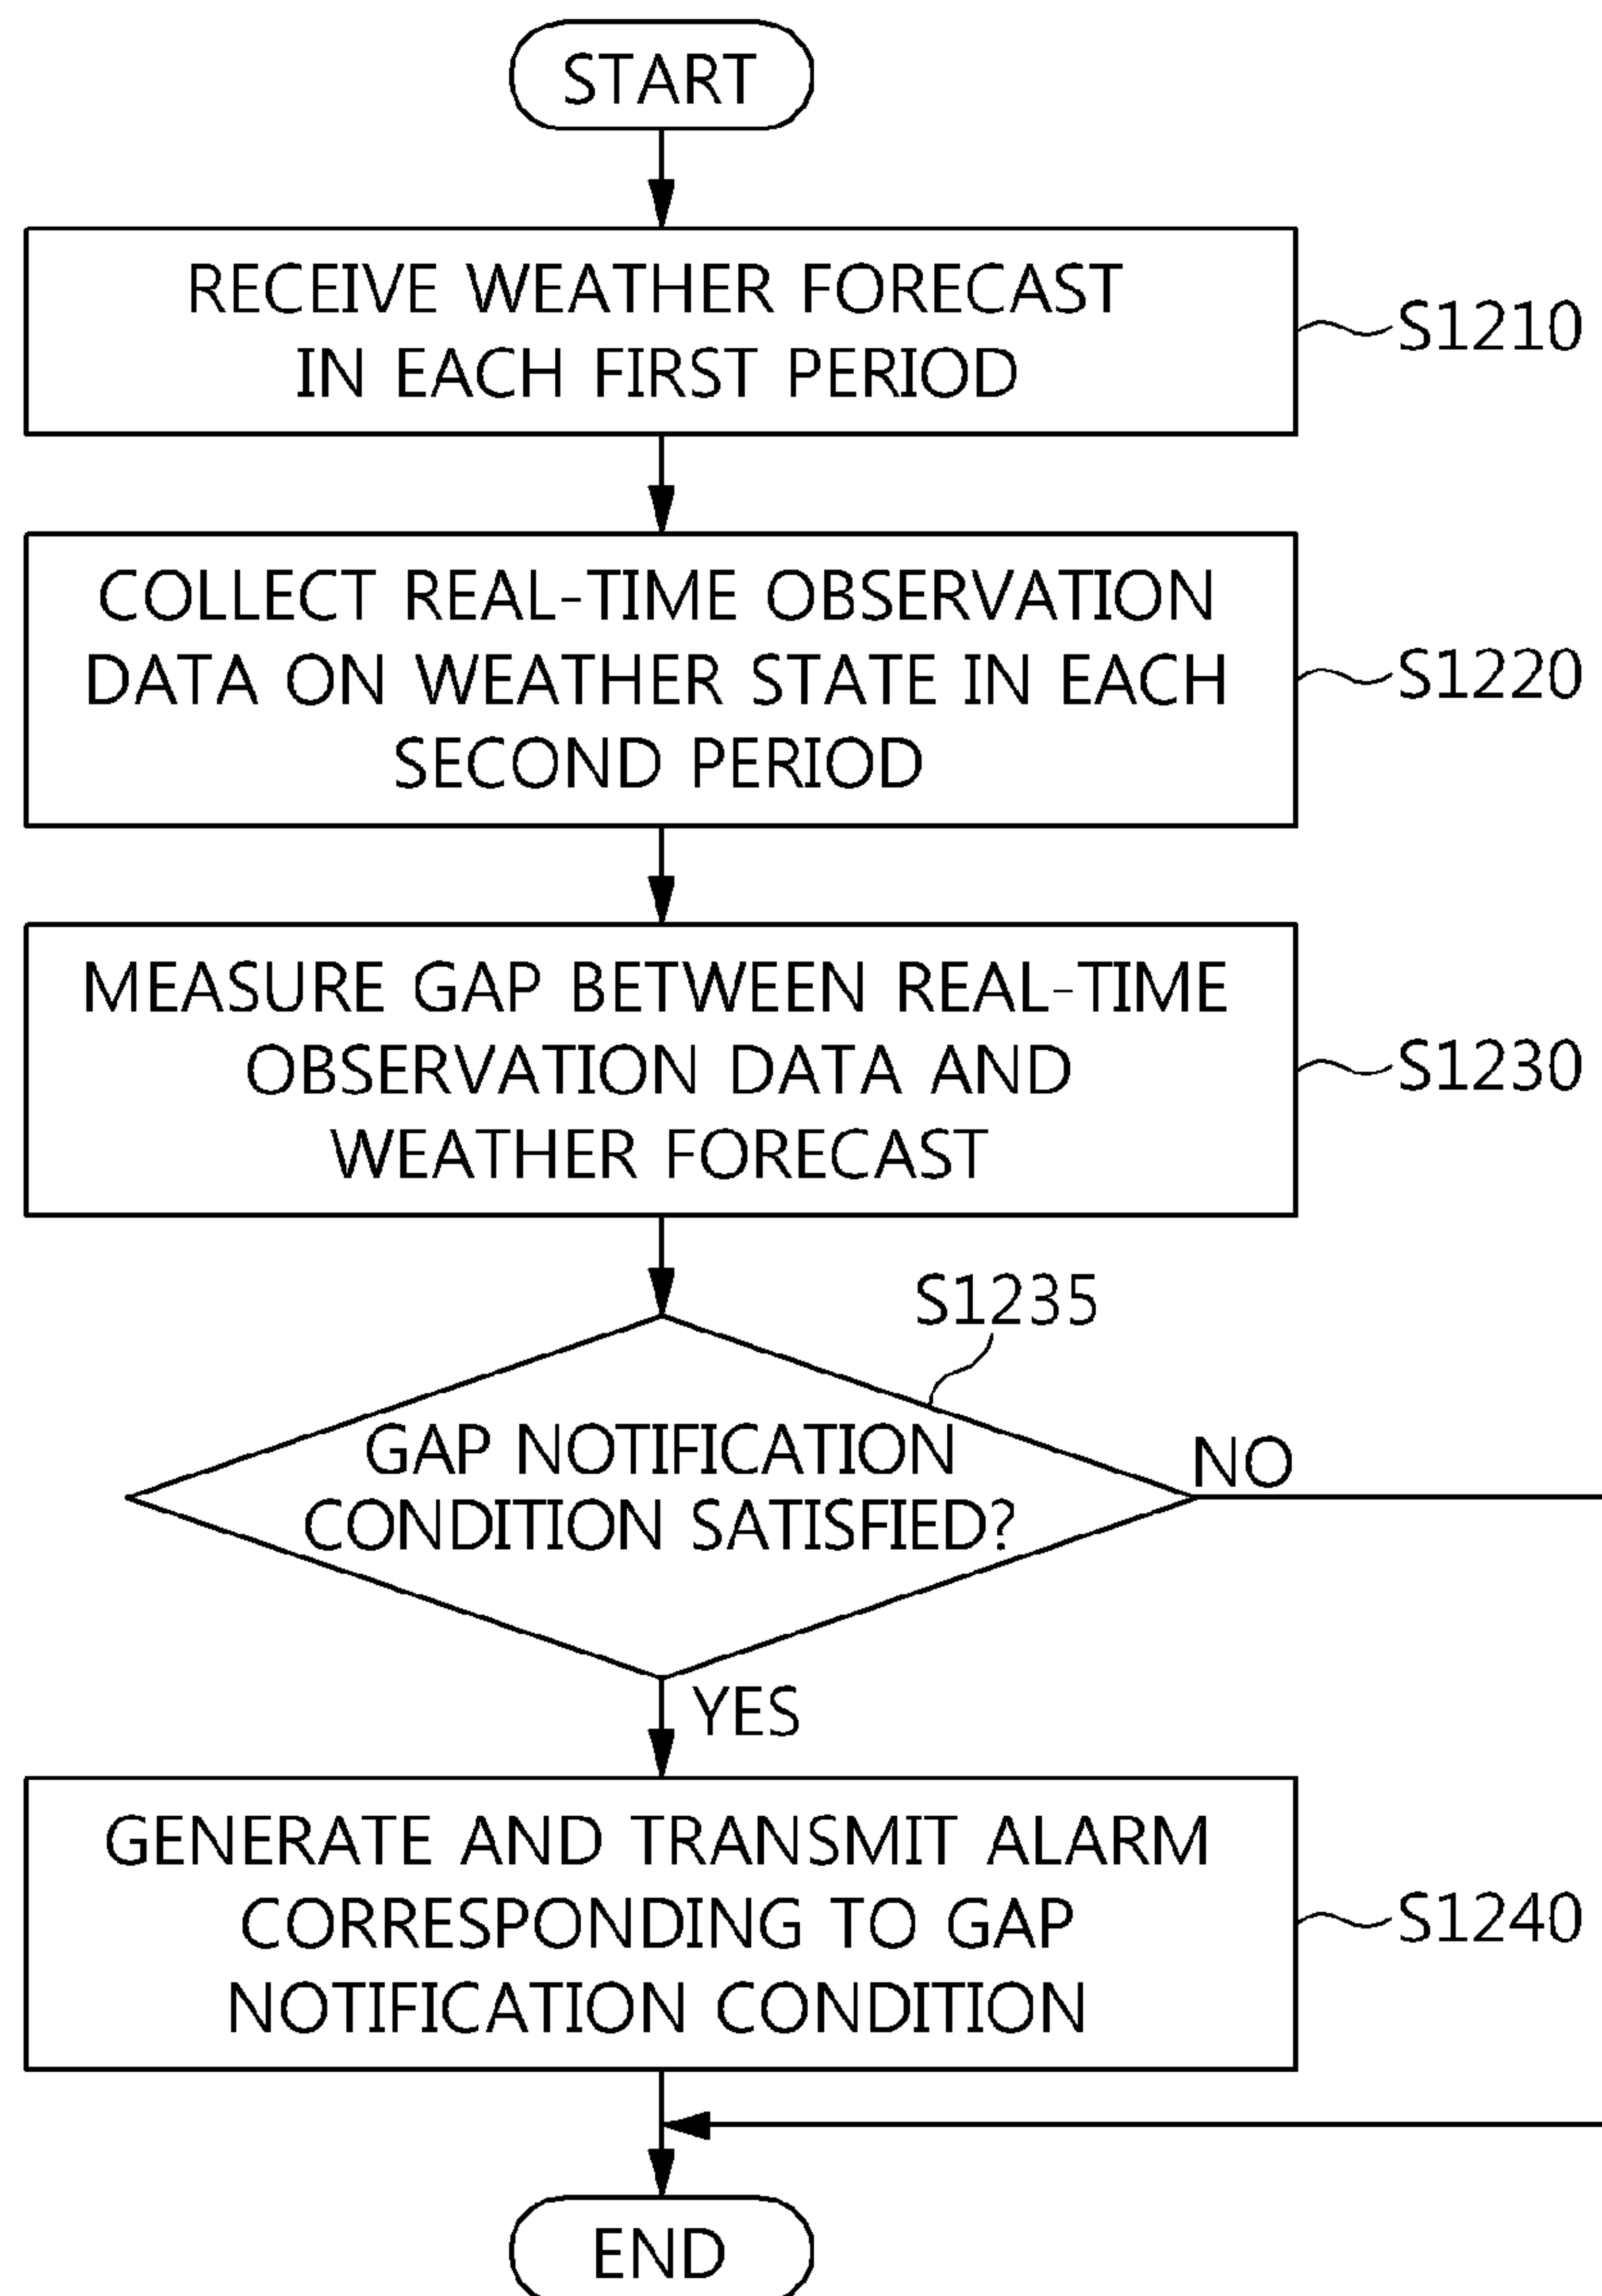 START
RECEIVE WEATHER FORECAST
IN EACH FIRST PERIOD
S1210
COLLECT REAL-TIME OBSERVATION
DATA ON WEATHER STATE IN EACH
SECOND PERIOD
S1220
MEASURE GAP BETWEEN REAL-TIME
OBSERVATION DATA AND
WEATHER FORECAST
S1230
S1235
GAP NOTIFICATION
CONDITION SATISFIED?
NO
YES
GENERATE AND TRANSMIT ALARM
CORRESPONDING TO GAP
NOTIFICATION CONDITION
S1240
END